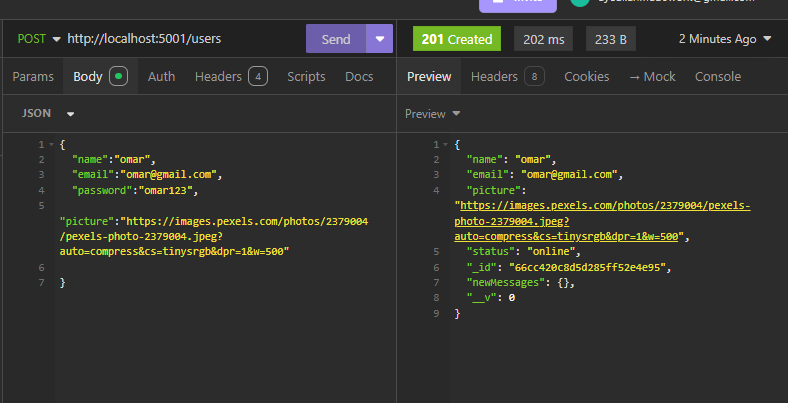 POST http://localhost:5001/users Send
201 Created 202 ms 233 B 2 Minutes Ago
Params Body Auth Headers 4 Scripts Docs
Preview Headers 8 Cookies → Mock Console
JSON
Preview
1 {
2 "name":"omar",
3 "email":"omar@gmail.com",
4 "password":"omar123",
5
"picture":"https://images.pexels.com/photos/2379004
/pexels-photo-2379004.jpeg?
auto=compress&cs=tinysrgb&dpr=1&w=500"
6
7 }
1 {
2 "name": "omar",
3 "email": "omar@gmail.com",
4 "picture":
"https://images.pexels.com/photos/2379004/pexels-
photo-2379004.jpeg?
auto=compress&cs=tinysrgb&dpr=1&w=500",
5 "status": "online",
6 "_id": "66cc420c8d5d285ff52e4e95",
7 "newMessages": {},
8 "__v": 0
9 }